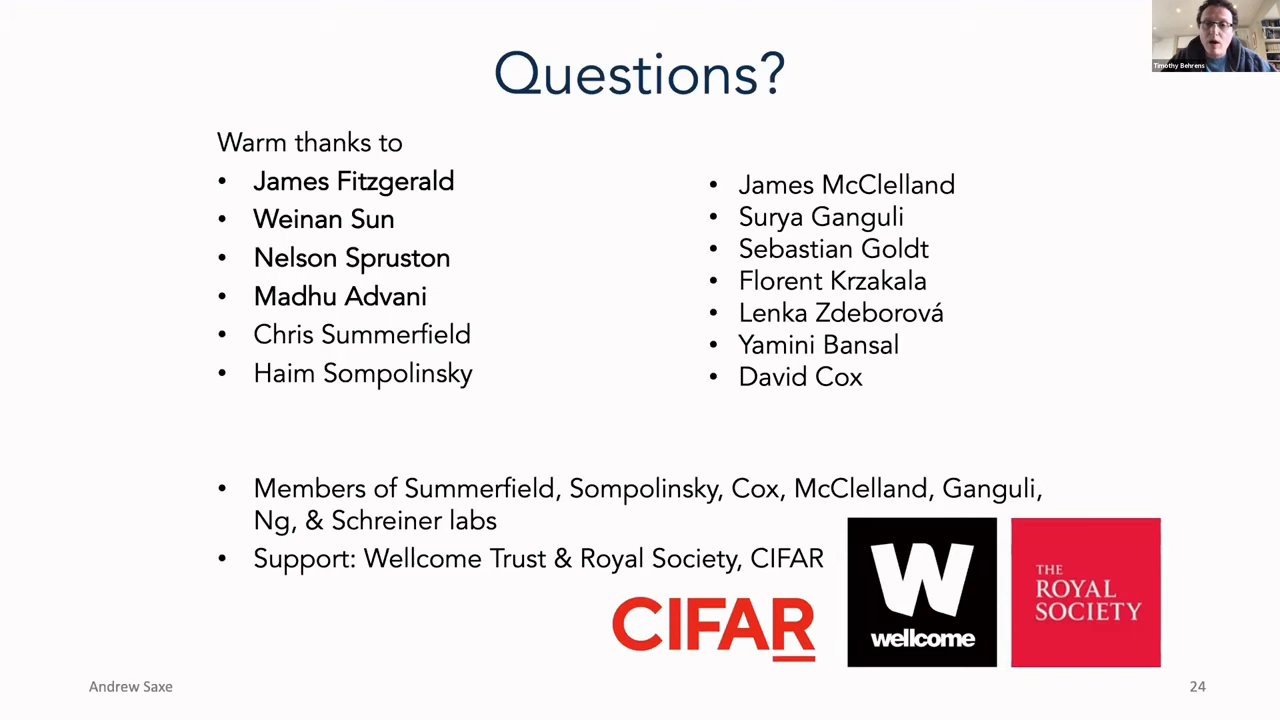 Timothy Behrens
Questions?
Warm thanks to
• James Fitzgerald
• Weinan Sun
• Nelson Spruston
• Madhu Advani
• Chris Summerfield
• Haim Sompolinsky
• James McClelland
• Surya Ganguli
• Sebastian Goldt
• Florent Krzakala
• Lenka Zdeborová
• Yamini Bansal
• David Cox
• Members of Summerfield, Sompolinsky, Cox, McClelland, Ganguli,
Ng, & Schreiner labs
• Support: Wellcome Trust & Royal Society, CIFAR
CIFAR
W
wellcome
THE
ROYAL
SOCIETY
Andrew Saxe
24